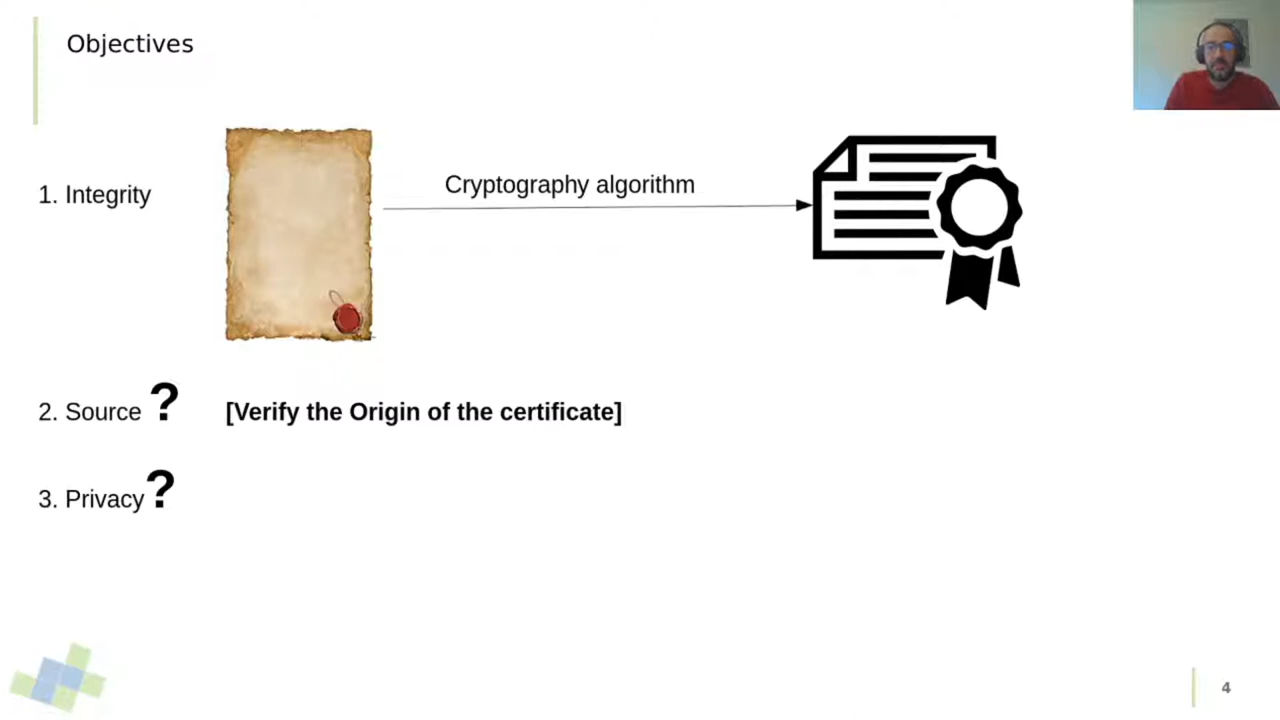 Objectives
1. Integrity
Cryptography algorithm
2. Source ? [Verify the Origin of the certificate]
3. Privacy ?
4